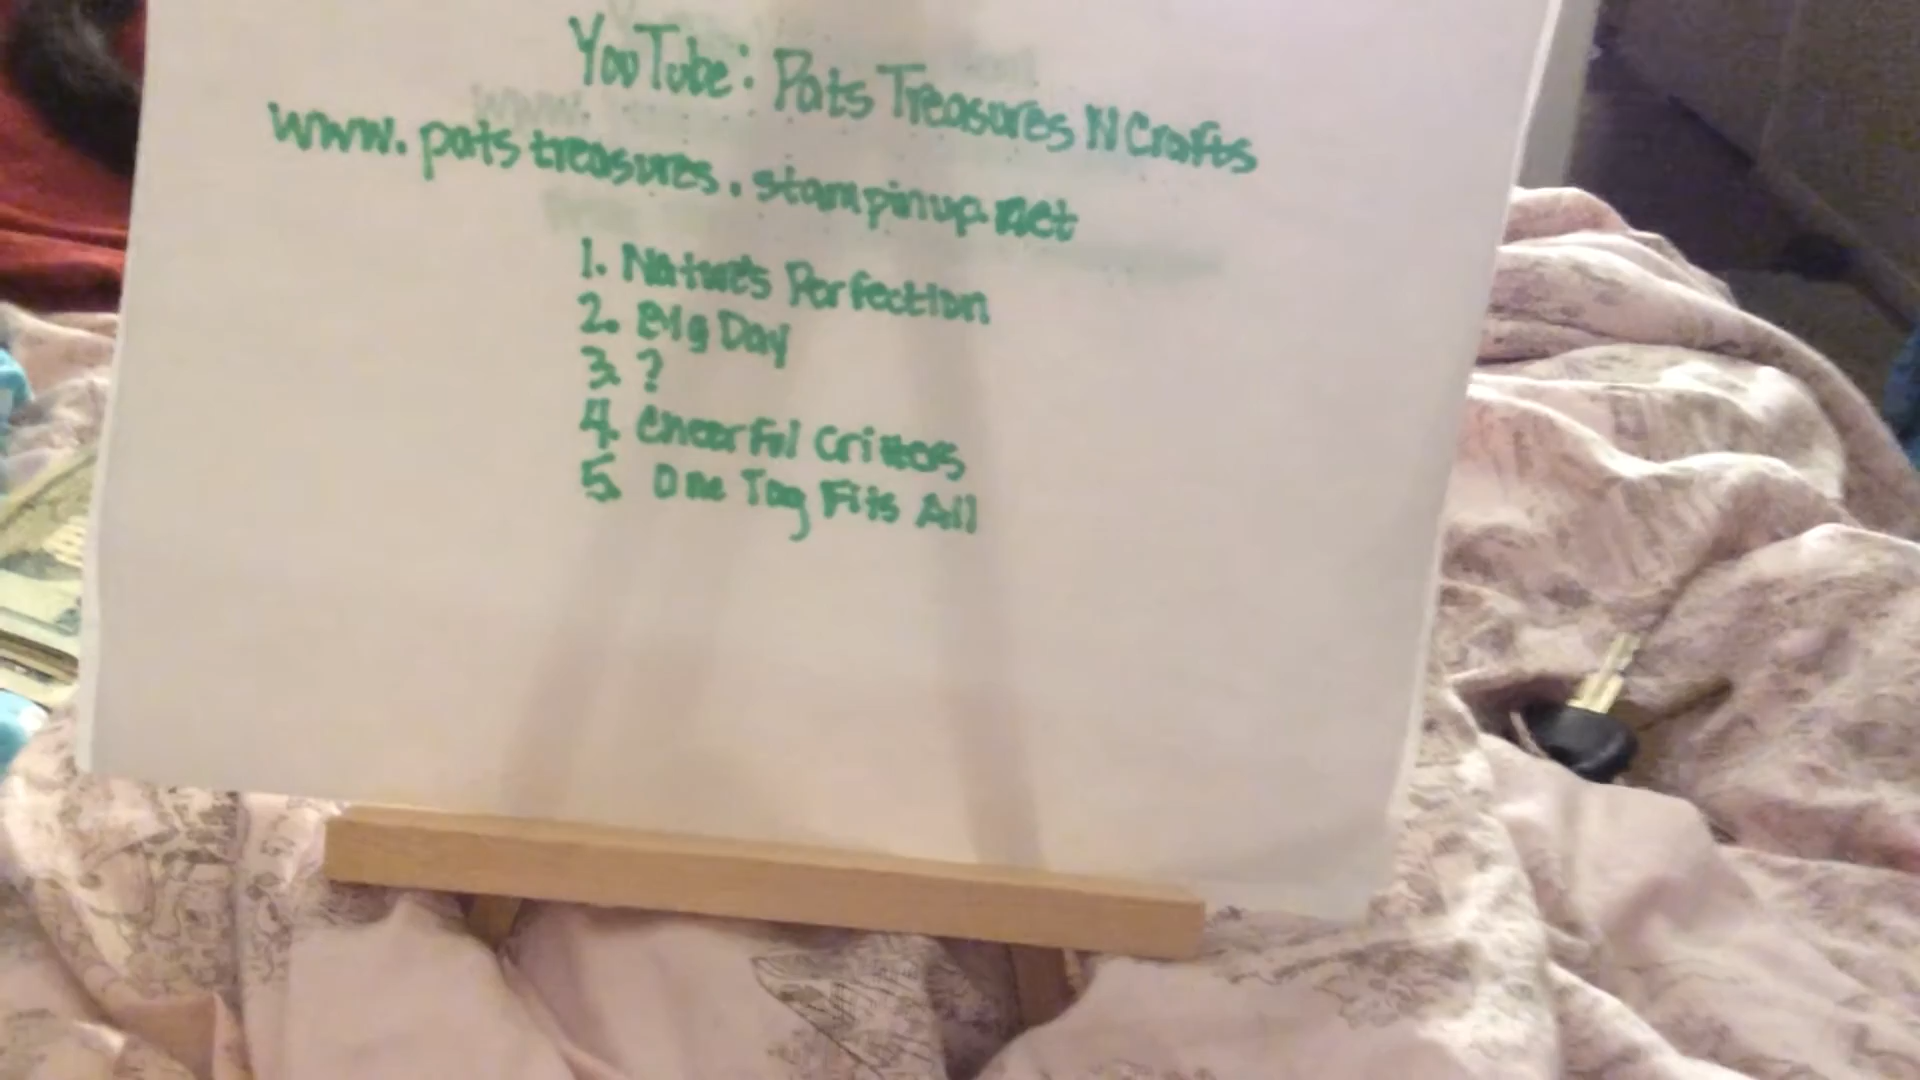 YouTube: Pats Treasures N Crafts
www.patstreasures.stampinup.net
1. Nature's Perfection
2. Big Day
3. ?
4. Cheerful Critters
5. One Tag Fits All